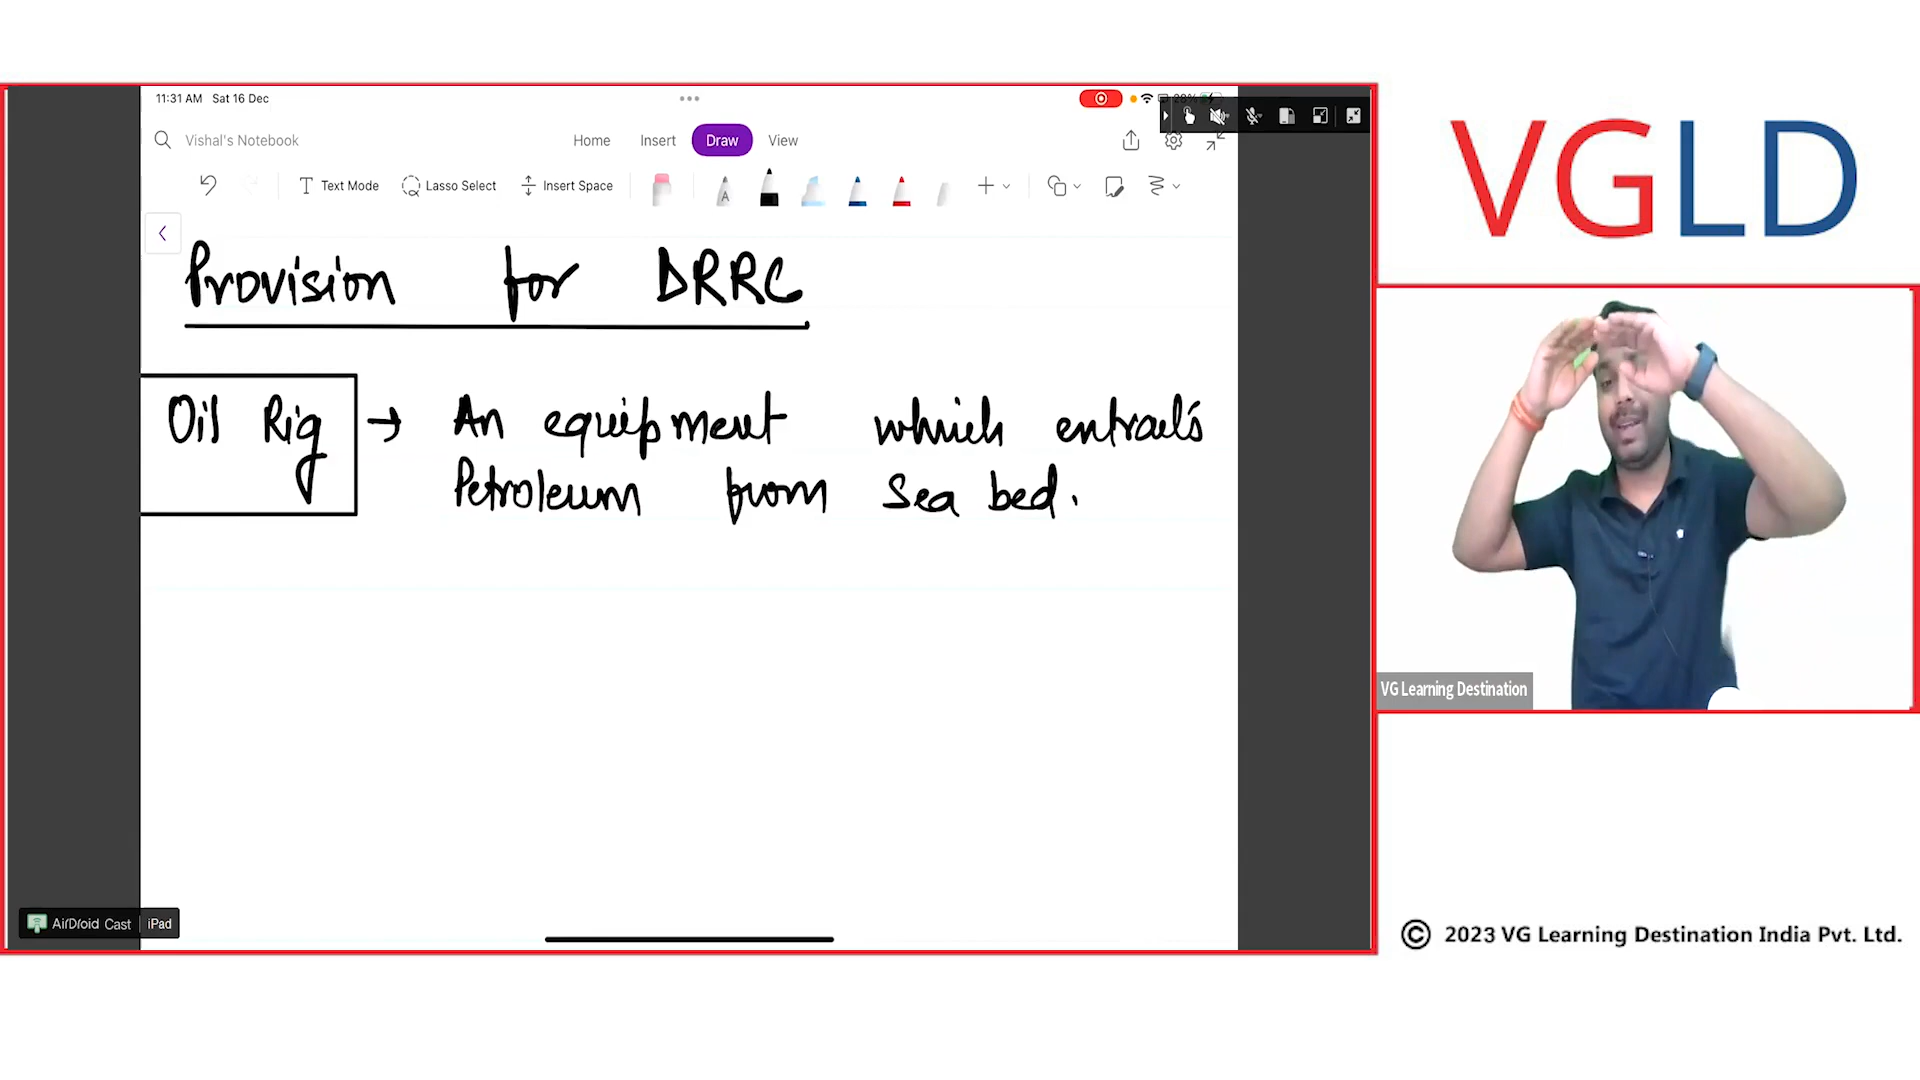 11:31 AM Sat 16 Dec
28%
Vishal's Notebook
Home Insert Draw View
Text Mode Lasso Select Insert Space
A
Provision for DRRC
Oil Rig → An equipment which
Petroleum from Sea bed.
AirDroid Cast iPad
VGLD
VG Learning Destination
© 2023 VG Learning Destination India Pvt. Ltd.